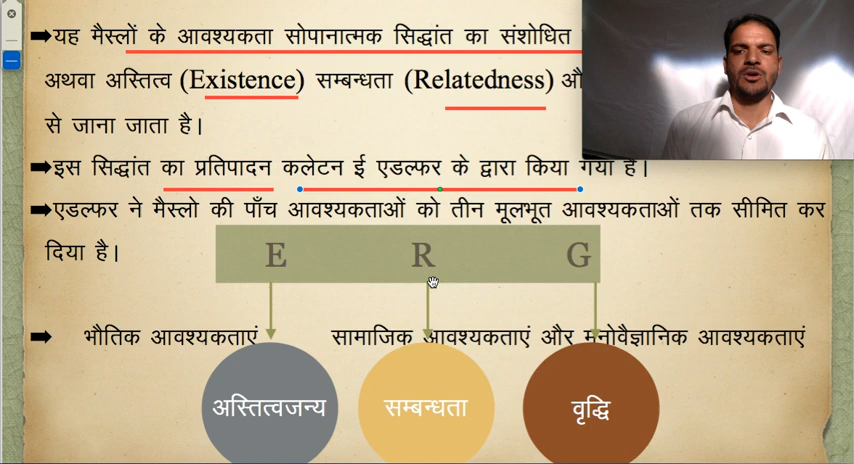 ➡यह मैस्लों के आवश्यकता सोपानात्मक सिद्धांत का संशोधित
अथवा अस्तित्व (Existence) सम्बन्धता (Relatedness)
से जाना जाता है।
➡इस सिद्धांत का प्रतिपादन कलेटन ई एडल्फर के द्वारा किया गया है।
➡एडल्फर ने मैस्लो की पाँच आवश्यकताओं को तीन मूलभूत आवश्यकताओं तक सीमित कर
दिया है।
E R G
➡ भौतिक आवश्यकताएं सामाजिक आवश्यकताएं और मनोवैज्ञानिक आवश्यकताएं
अस्तित्वजन्य सम्बन्धता वृद्धि